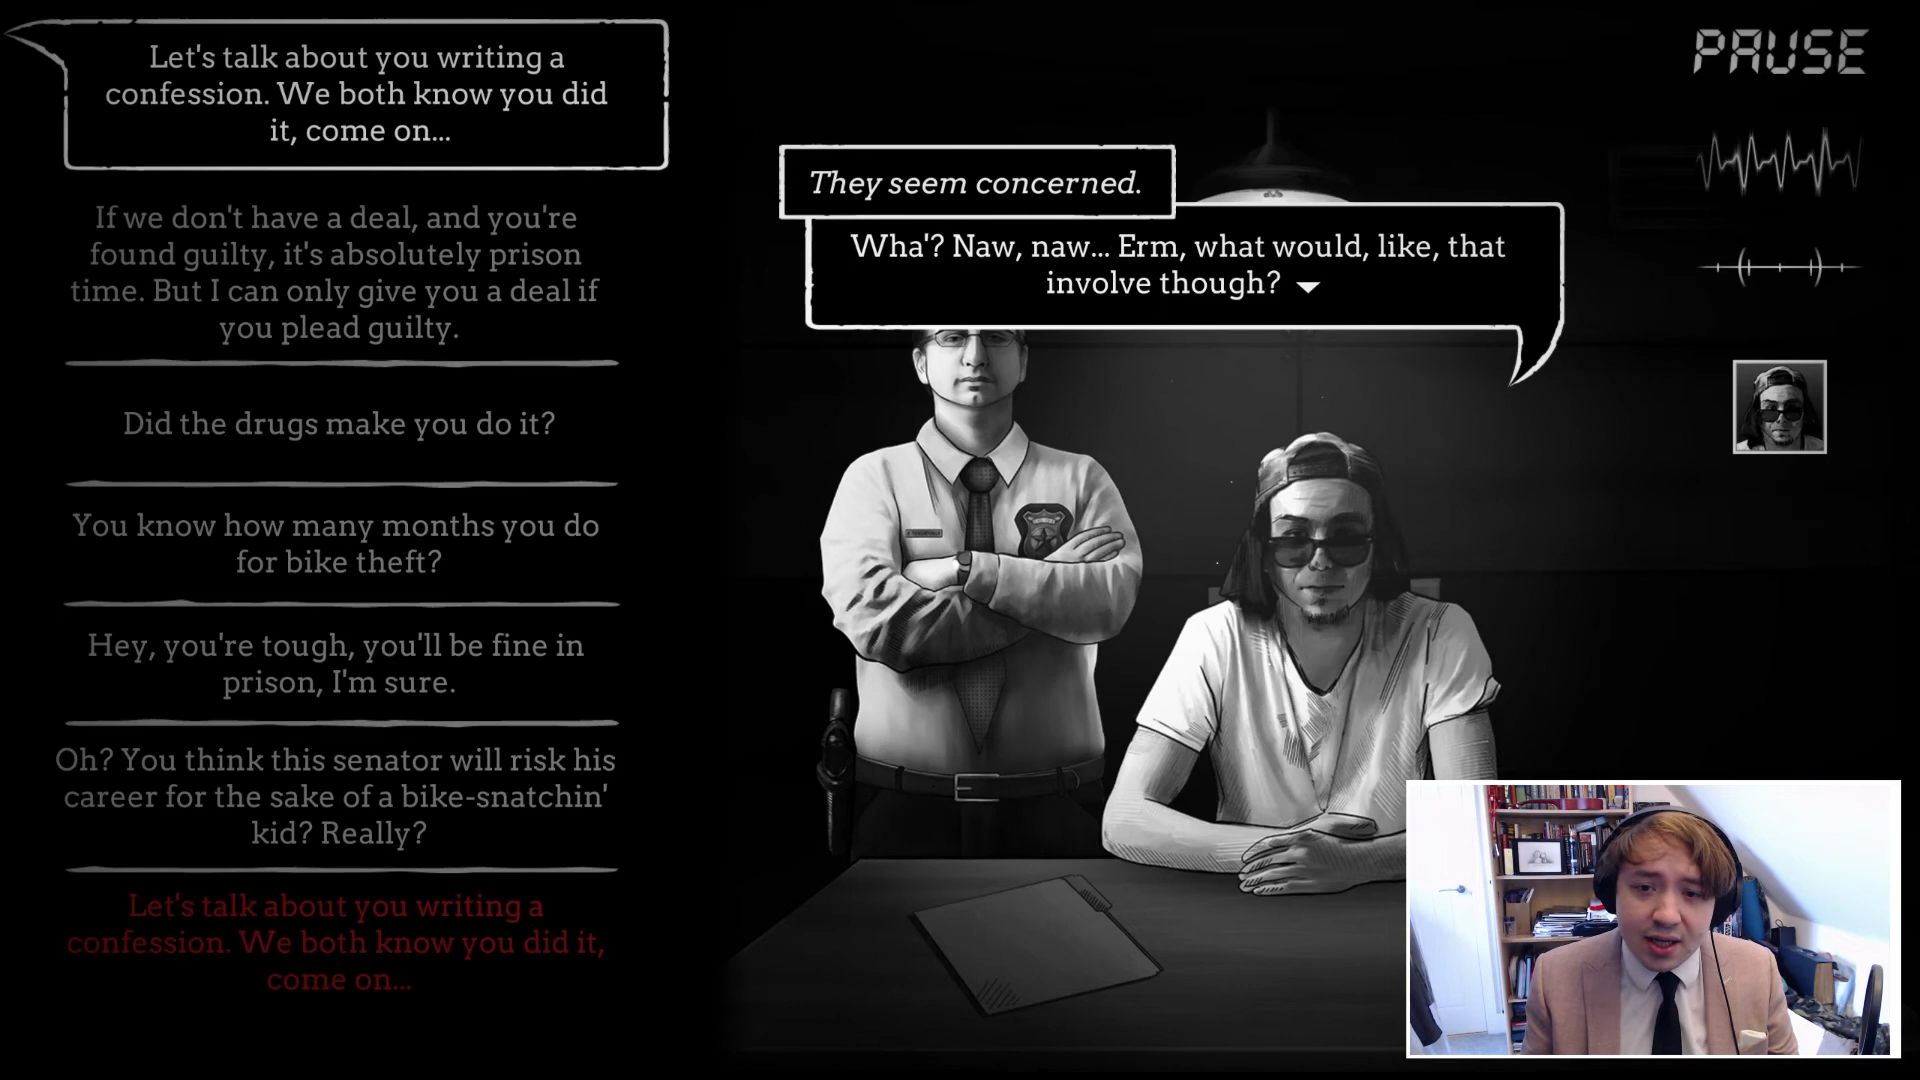 Let's talk about you writing a
confession. We both know you did
it, come on...
If we don't have a deal, and you're
found guilty, it's absolutely prison
time. But I can only give you a deal if
you plead guilty.
Did the drugs make you do it?
You know how many months you do
for bike theft?
Hey, you're tough, you'll be fine in
prison, I'm sure.
Oh? You think this senator will risk his
career for the sake of a bike-snatchin'
kid? Really?
Let's talk about you writing a
confession. We both know you did it,
come on...
They seem concerned.
Wha'? Naw, naw... Erm, what would, like, that
involve though?
PAUSE